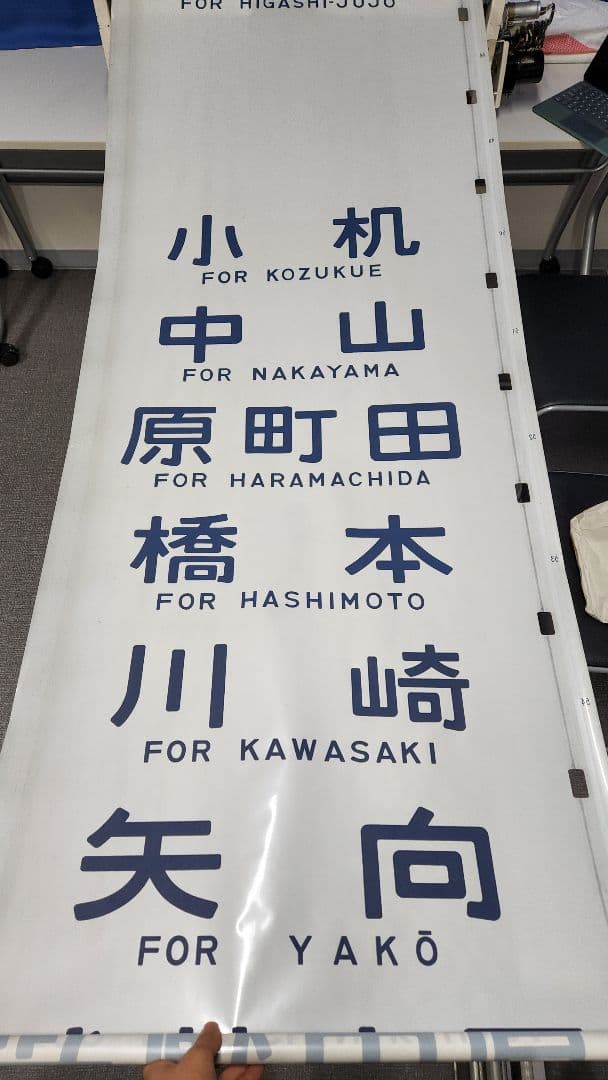 FOR HIGASHI-JŪJŌ
小机
FOR KOZUKUE
中山
FOR NAKAYAMA
原町田
FOR HARAMACHIDA
橋本
FOR HASHIMOTO
川崎
FOR KAWASAKI
矢向
FOR YAKŌ